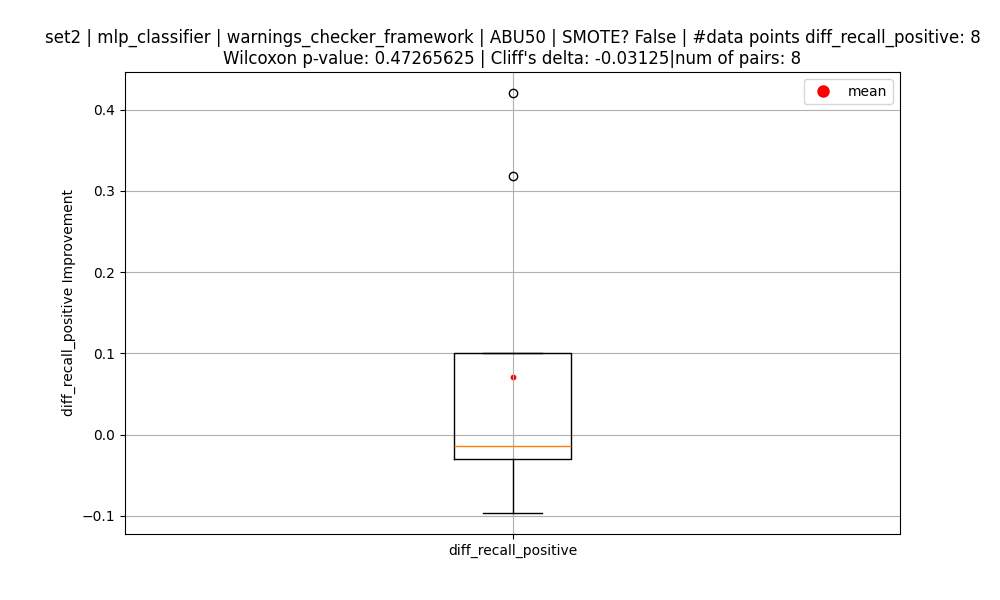 set2 | mlp_classifier | warnings_checker_framework | ABU50 | SMOTE? False | #data points diff_recall_positive: 8
Wilcoxon p-value: 0.47265625 | Cliff's delta: -0.03125|num of pairs: 8
mean
0.4
0.3
0.2
0.1
0.0
−0.1
diff_recall_positive Improvement
diff_recall_positive